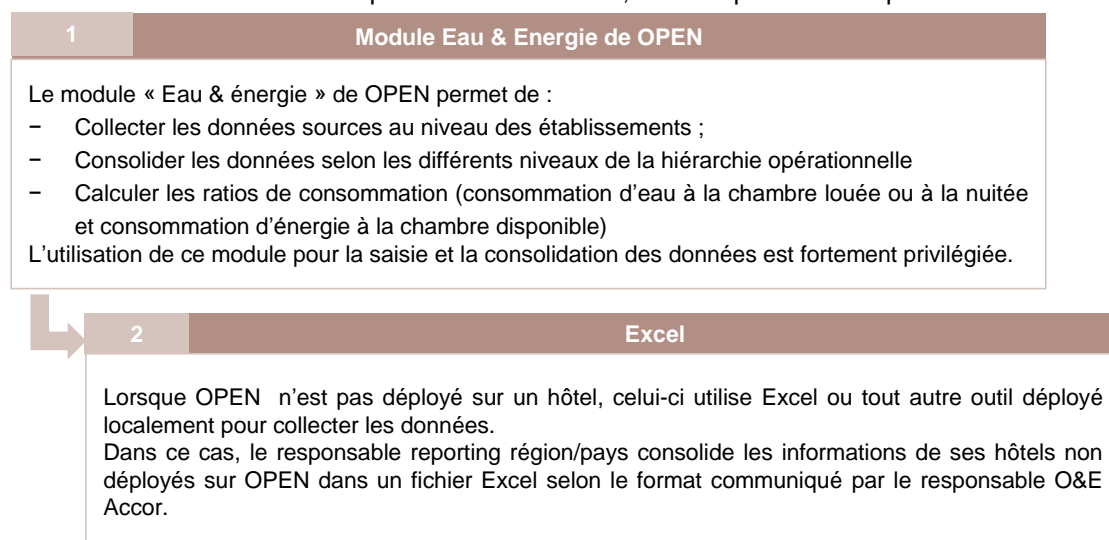 1 Module Eau & Energie de OPEN
Le module « Eau & énergie » de OPEN permet de :
− Collecter les données sources au niveau des établissements ;
− Consolider les données selon les différents niveaux de la hiérarchie opérationnelle
− Calculer les ratios de consommation (consommation d’eau à la chambre louée ou à la nuitée
et consommation d’énergie à la chambre disponible)
L’utilisation de ce module pour la saisie et la consolidation des données est fortement privilégiée.
2 Excel
Lorsque OPEN n’est pas déployé sur un hôtel, celui-ci utilise Excel ou tout autre outil déployé
localement pour collecter les données.
Dans ce cas, le responsable reporting région/pays consolide les informations de ses hôtels non
déployés sur OPEN dans un fichier Excel selon le format communiqué par le responsable O&E
Accor.